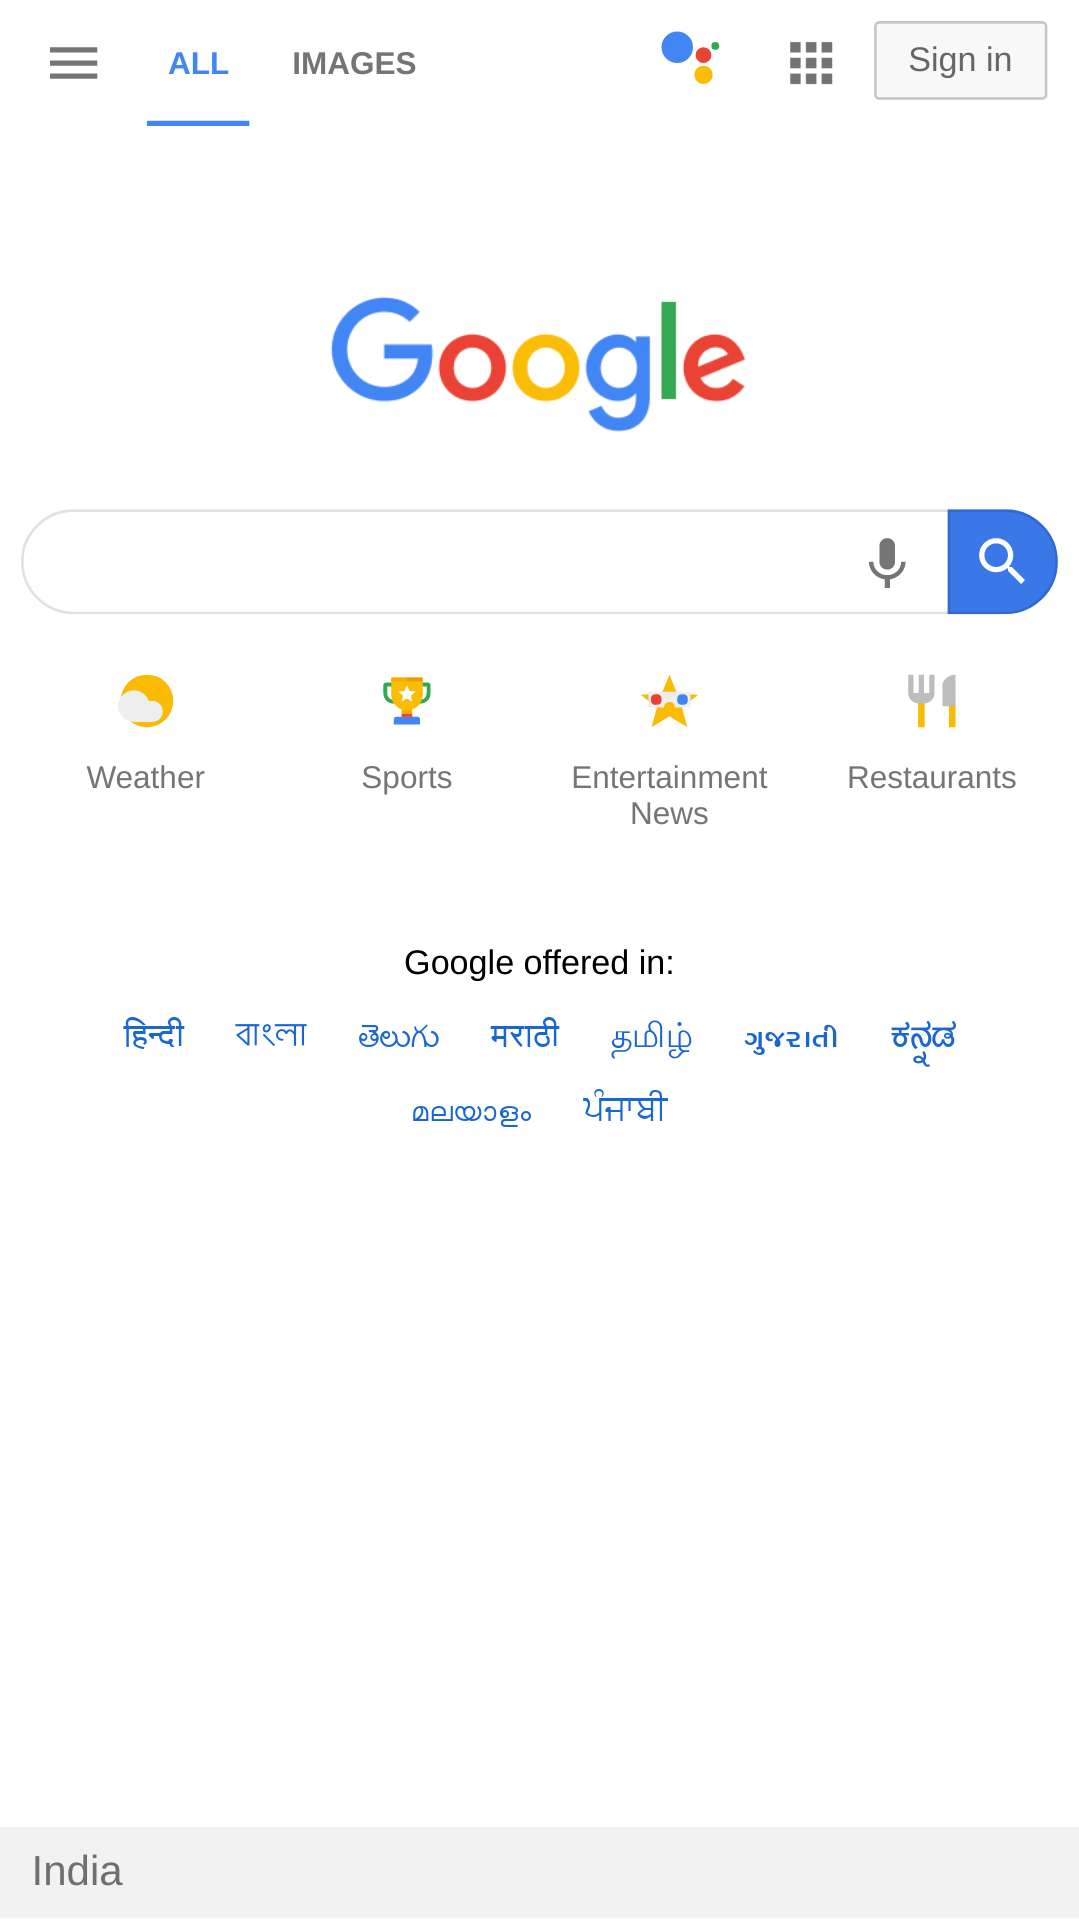 ALL IMAGES Sign in
Google
Weather Sports Entertainment Restaurants
News
Google offered in:
हिन्दी বাংলা తెలుగు मराठी தமிழ் ગુજરાતી ಕನ್ನಡ
മലയാളം ਪੰਜਾਬੀ
India